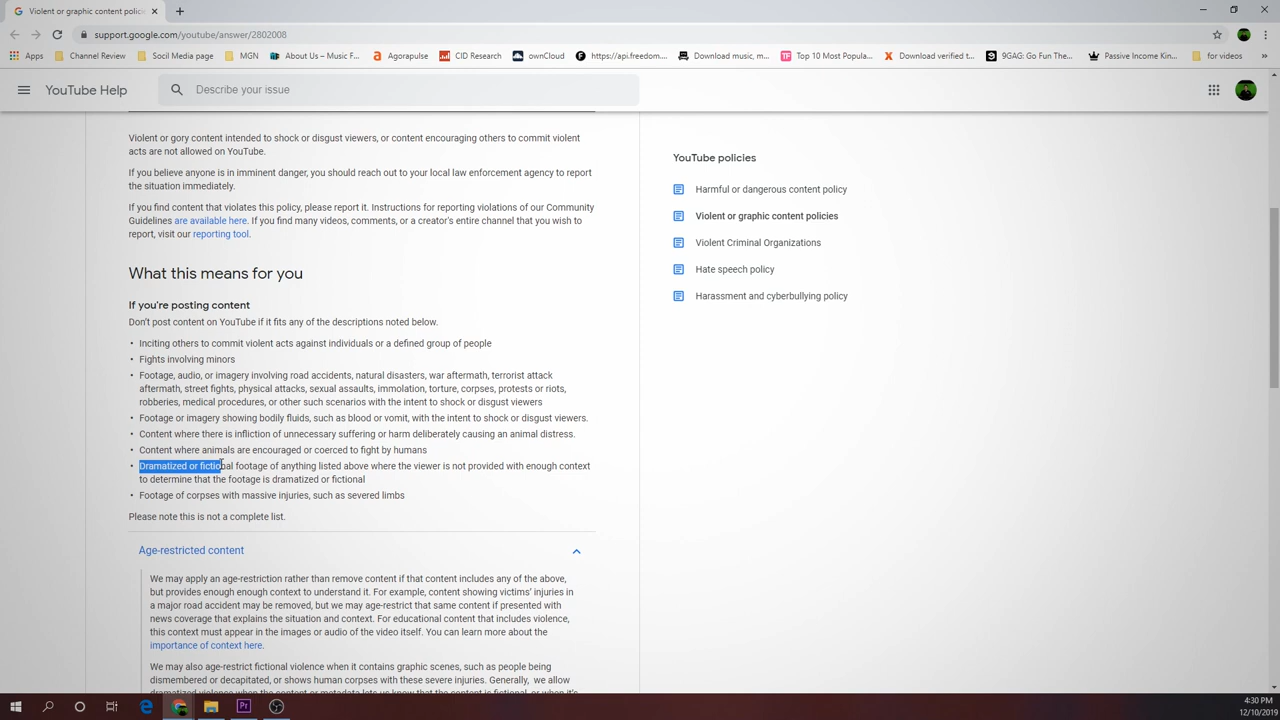 Violent or graphic content polici
support.google.com/youtube/answer/2802008
Apps
Socil Media page
MGN
About Us – Music F...
Agorapulse
CID Research
ownCloud
https://api.freedom...
Download music, m...
Top 10 Most Popula...
Download verified t...
9GAG: Go Fun The...
Passive Income Kin...
for videos
YouTube Help
Describe your issue
Violent or gory content intended to shock or disgust viewers, or content encouraging others to commit violent
acts are not allowed on YouTube.
If you believe anyone is in imminent danger, you should reach out to your local law enforcement agency to report
the situation immediately.
If you find content that violates this policy, please report it. Instructions for reporting violations of our Community
Guidelines are available here. If you find many videos, comments, or a creator's entire channel that you wish to
report, visit our reporting tool.
What this means for you
If you're posting content
Don't post content on YouTube if it fits any of the descriptions noted below.
• Inciting others to commit violent acts against individuals or a defined group of people
• Fights involving minors
• Footage, audio, or imagery involving road accidents, natural disasters, war aftermath, terrorist attack
aftermath, street fights, physical attacks, sexual assaults, immolation, torture, corpses, protests or riots,
robberies, medical procedures, or other such scenarios with the intent to shock or disgust viewers
• Footage or imagery showing bodily fluids, such as blood or vomit, with the intent to shock or disgust viewers.
• Content where there is infliction of unnecessary suffering or harm deliberately causing an animal distress.
• Content where animals are encouraged or coerced to fight by humans
• Dramatized or fictional footage of anything listed above where the viewer is not provided with enough context
to determine that the footage is dramatized or fictional
• Footage of corpses with massive injuries, such as severed limbs
Please note this is not a complete list.
Age-restricted content
We may apply an age-restriction rather than remove content if that content includes any of the above,
but provides enough enough context to understand it. For example, content showing victims' injuries in
a major road accident may be removed, but we may age-restrict that same content if presented with
news coverage that explains the situation and context. For educational content that includes violence,
this context must appear in the images or audio of the video itself. You can learn more about the
importance of context here.
We may also age-restrict fictional violence when it contains graphic scenes, such as people being
dismembered or decapitated, or shows human corpses with these severe injuries. Generally, we allow
dramatized violence when the content or metadata lets us know that the content is fictional, or when it's
YouTube policies
Harmful or dangerous content policy
Violent or graphic content policies
Violent Criminal Organizations
Hate speech policy
Harassment and cyberbullying policy
4:30 PM
12/10/2019